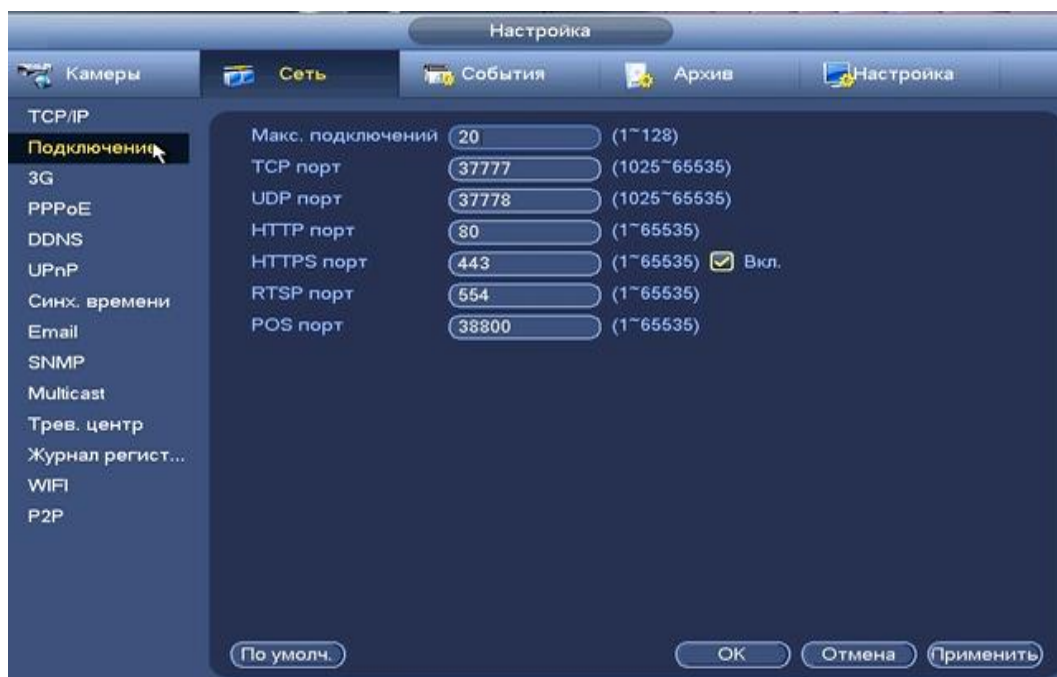 Настройка
Камеры
Сеть
События
Архив
Настройка
TCP/IP
Подключение
3G
PPPoE
DDNS
UPnP
Синх. времени
Email
SNMP
Multicast
Трев. центр
Журнал регист...
WIFI
P2P
Макс. подключений 20 (1~128)
TCP порт 37777 (1025~65535)
UDP порт 37778 (1025~65535)
HTTP порт 80 (1~65535)
HTTPS порт 443 (1~65535) Вкл.
RTSP порт 554 (1~65535)
POS порт 38800 (1~65535)
По умолч. OK Отмена Применить